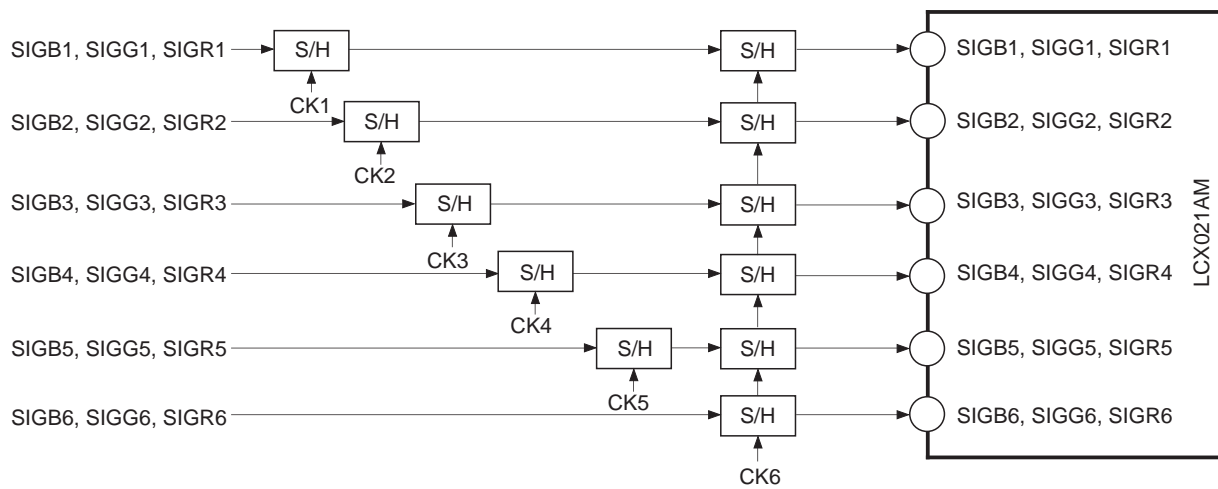 SIGB1, SIGG1, SIGR1 S/H S/H SIGB1, SIGG1, SIGR1
CK1
SIGB2, SIGG2, SIGR2 S/H S/H SIGB2, SIGG2, SIGR2
CK2
SIGB3, SIGG3, SIGR3 S/H S/H SIGB3, SIGG3, SIGR3
CK3
SIGB4, SIGG4, SIGR4 S/H S/H SIGB4, SIGG4, SIGR4
CK4
SIGB5, SIGG5, SIGR5 S/H S/H SIGB5, SIGG5, SIGR5
CK5
SIGB6, SIGG6, SIGR6 S/H SIGB6, SIGG6, SIGR6
CK6
LCX021AM